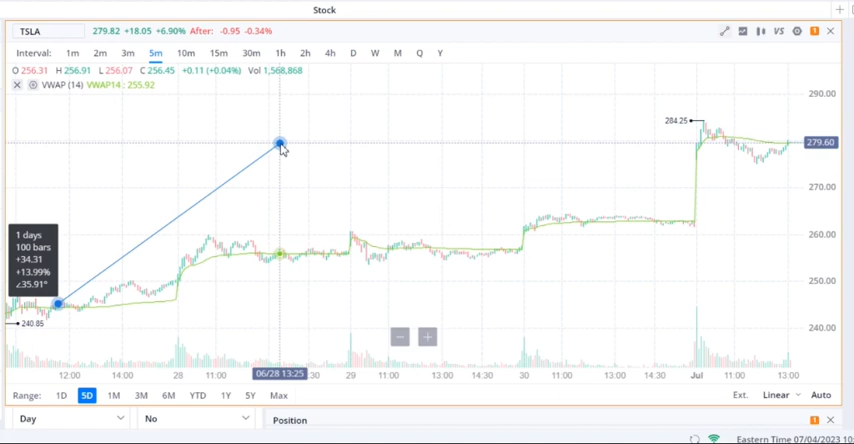 Stock
TSLA 279.82 +18.05 +6.90% After: -0.95 -0.34% VS 1
Interval: 1m 2m 3m 5m 10m 15m 30m 1h 2h 4h D W M Q Y
O 256.31 H 256.91 L 256.07 C 256.45 +0.11 (+0.04%) Vol 1,568,868
VWAP (14) VWAP14 : 255.92
290.00
284.25
279.60
270.00
260.00
250.00
240.00
1 days
100 bars
+34.31
+13.99%
∠35.91°
240.85
12:00 14:00 28 11:00 06/28 13:25 :30 29 11:00 13:00 14:30 30 11:00 13:00 14:30 Jul 11:00 13:00
Range: 1D 5D 1M 3M 6M YTD 1Y 5Y Max Ext. Linear Auto
Day No Position 1
Eastern Time 07/04/2023 10: